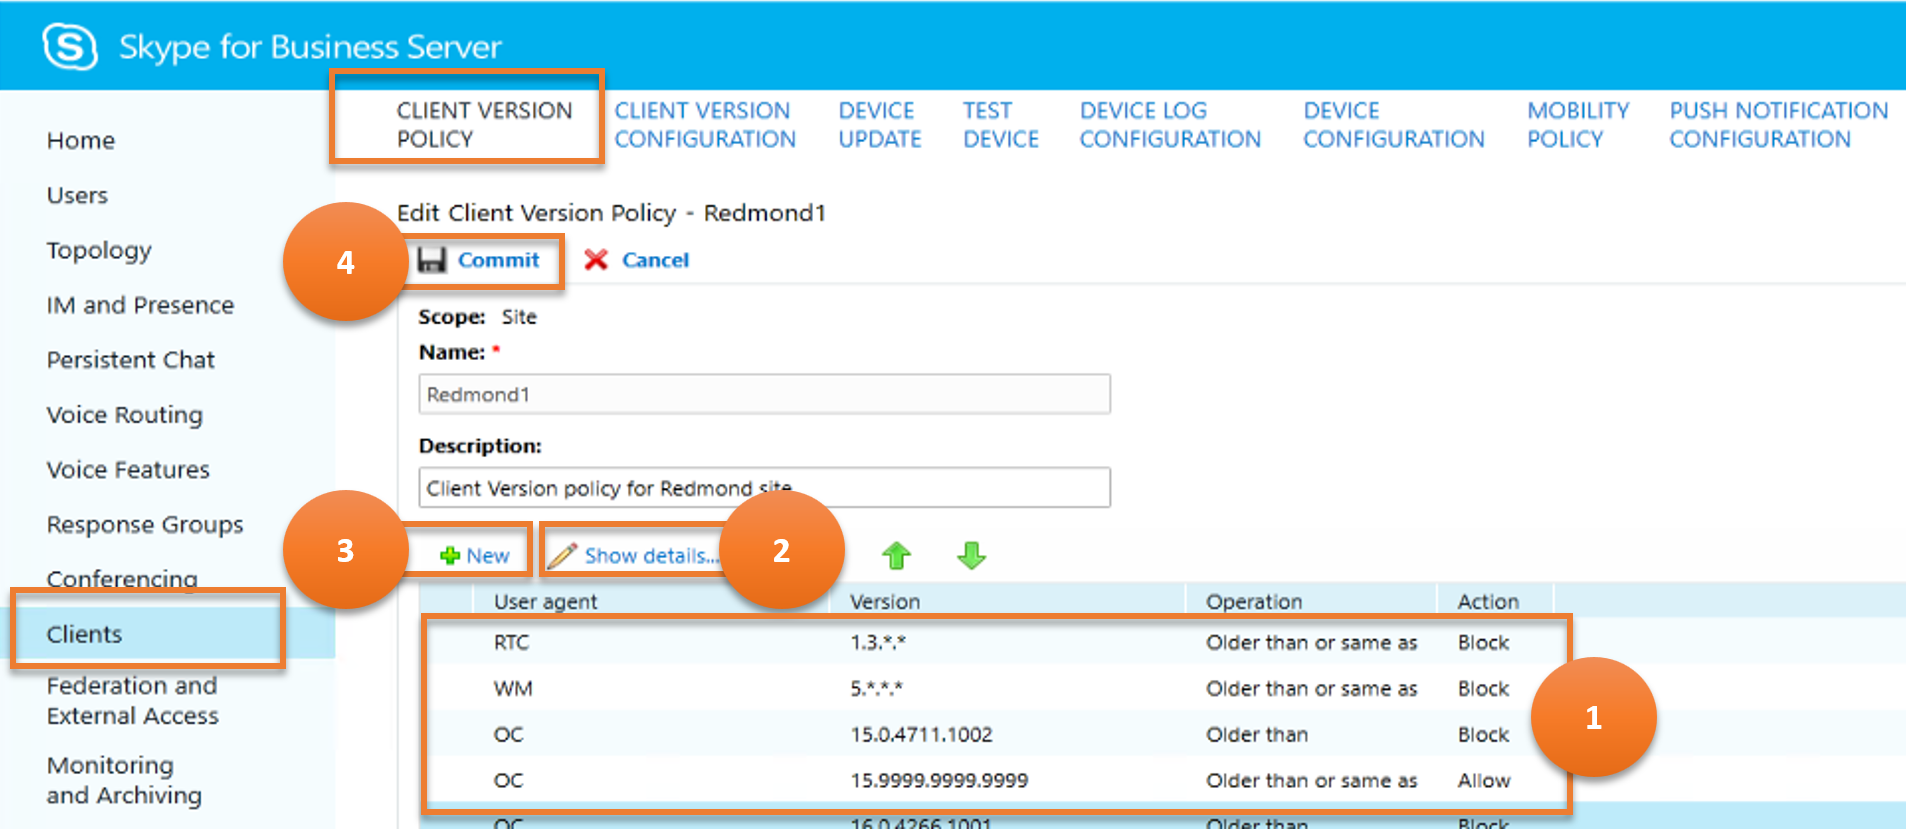 Skype for Business Server
CLIENT VERSION
POLICY
CLIENT VERSION
CONFIGURATION
DEVICE
UPDATE
TEST
DEVICE
DEVICE LOG
CONFIGURATION
DEVICE
CONFIGURATION
MOBILITY
POLICY
PUSH NOTIFICATION
CONFIGURATION
Home
Users
Topology
IM and Presence
Persistent Chat
Voice Routing
Voice Features
Response Groups
Conferencing
Clients
Federation and
External Access
Monitoring
and Archiving
Edit Client Version Policy - Redmond1
4
Commit
Cancel
Scope: Site
Name: *
Redmond1
Description:
Client Version policy for Redmond site
3
New
Show details...
2
User agent Version Operation Action
RTC 1.3.*.* Older than or same as Block
WM 5.*.*.* Older than or same as Block
OC 15.0.4711.1002 Older than Block
OC 15.9999.9999.9999 Older than or same as Allow
OC 16.0.4266.1001 Older than Block
1